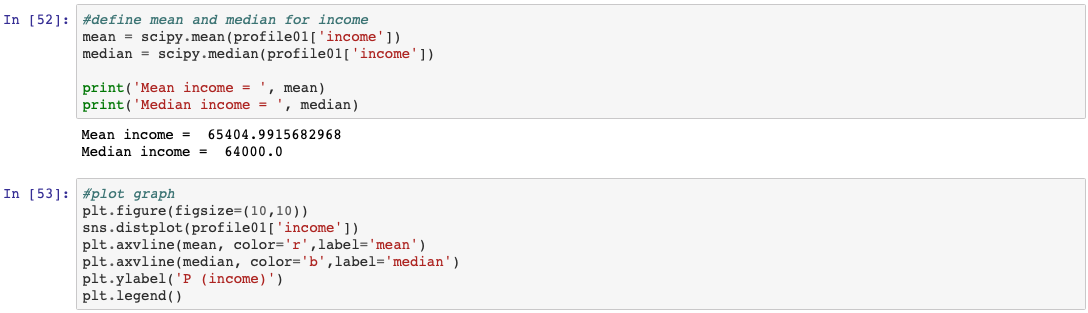 In [52]: #define mean and median for income
mean = scipy.mean(profile01['income'])
median = scipy.median(profile01['income'])
print('Mean income = ', mean)
print('Median income = ', median)
Mean income =  65404.9915682968
Median income =  64000.0
In [53]: #plot graph
plt.figure(figsize=(10,10))
sns.distplot(profile01['income'])
plt.axvline(mean, color='r',label='mean')
plt.axvline(median, color='b',label='median')
plt.ylabel('P (income)')
plt.legend()